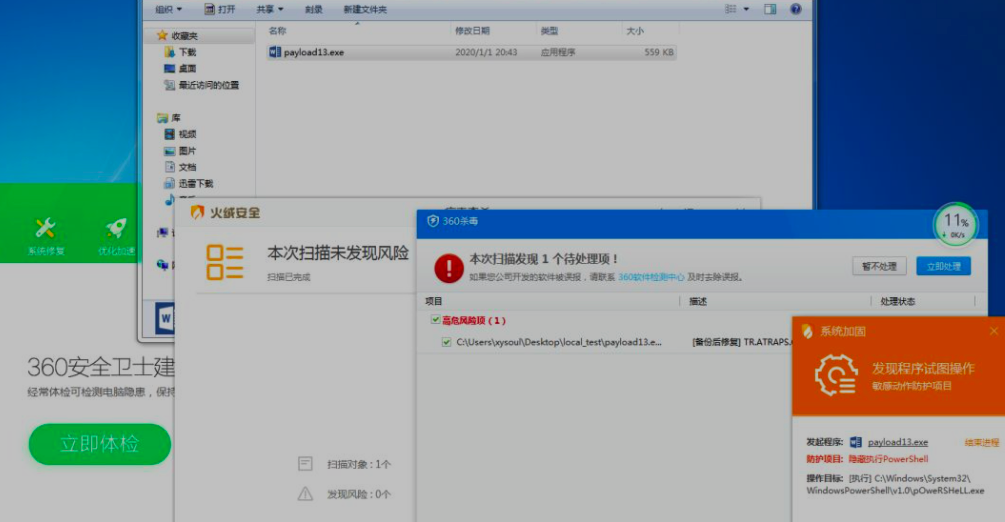 组织 打开 共享 刻录 新建文件夹
收藏夹
下载
桌面
最近访问的位置
库
视频
图片
文档
迅雷下载
名称 修改日期 类型 大小
payload13.exe 2020/1/1 20:43 应用程序 559 KB
系统修复 优化加速
360安全卫士建
经常体检可检测电脑隐患，保持
立即体检
火绒安全
本次扫描未发现风险
扫描已完成
扫描对象：1个
发现风险：0个
360杀毒
11%
0K/s
本次扫描发现 1 个待处理项！
如果您公司开发的软件被误报，请联系 360软件检测中心 及时去除误报。
暂不处理 立即处理
项目 描述 处理状态
高危风险项（1）
C:\Users\xysoul\Desktop\local_test\payload13.e... [备份后修复] TR.ATRAPS.
系统加固
发现程序试图操作
敏感动作防护项目
发起程序: payload13.exe 结束进程
防护项目: 隐藏执行PowerShell
操作目标: [执行] C:\Windows\System32\
WindowsPowerShell\v1.0\pOweRSHeLL.exe